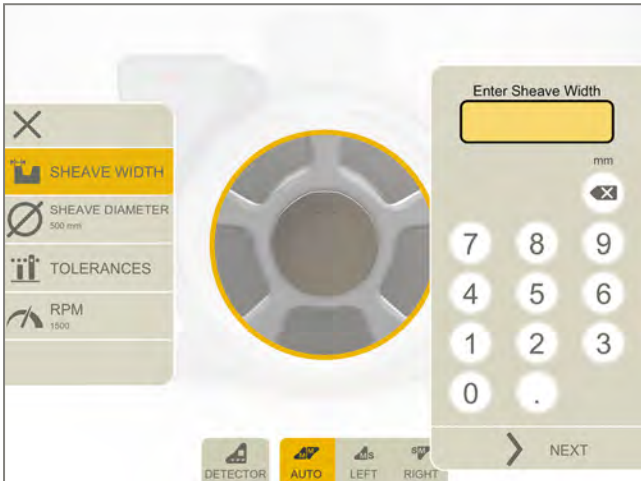 SHEAVE WIDTH
SHEAVE DIAMETER
500 mm
TOLERANCES
RPM
1500
Enter Sheave Width
mm
7 8 9
4 5 6
1 2 3
0 .
NEXT
DETECTOR
AUTO
LEFT
RIGHT